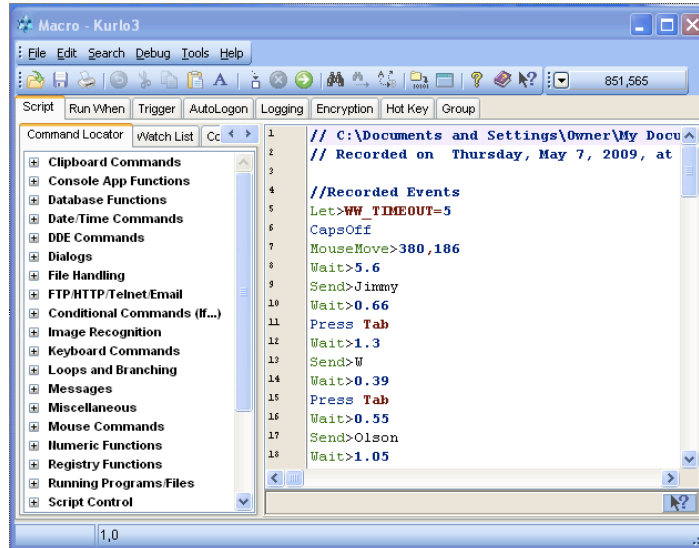 Macro - Kurlo3
File Edit Search Debug Tools Help
851,565
Script Run When Trigger AutoLogon Logging Encryption Hot Key Group
Command Locator Watch List
Clipboard Commands
Console App Functions
Database Functions
Date/Time Commands
DDE Commands
Dialogs
File Handling
FTP/HTTP/Telnet/Email
Conditional Commands (If...)
Image Recognition
Keyboard Commands
Loops and Branching
Messages
Miscellaneous
Mouse Commands
Numeric Functions
Registry Functions
Running Programs/Files
Script Control
1 // C:\Documents and Settings\Owner\My Docu
2 // Recorded on Thursday, May 7, 2009, at
3
4 //Recorded Events
5 Let>WW_TIMEOUT=5
6 CapsOff
7 MouseMove>380,186
8 Wait>5.6
9 Send>Jimmy
10 Wait>0.66
11 Press Tab
12 Wait>1.3
13 Send>W
14 Wait>0.39
15 Press Tab
16 Wait>0.55
17 Send>Olson
18 Wait>1.05
1,0